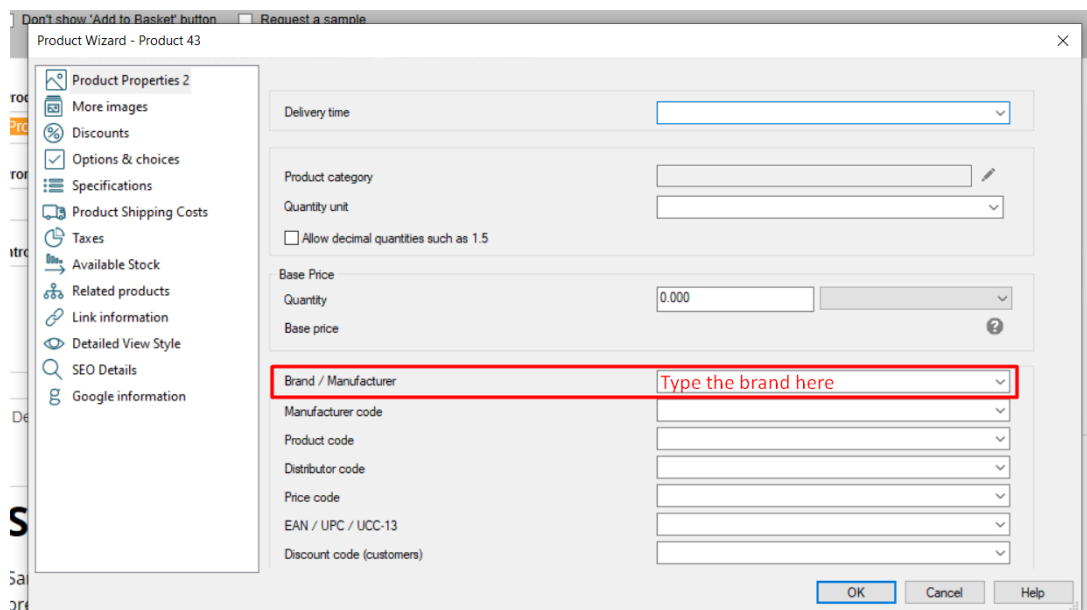 Don't show 'Add to Basket' button Request a sample
Product Wizard - Product 43
Product Properties 2
More images
Discounts
Options & choices
Specifications
Product Shipping Costs
Taxes
Available Stock
Related products
Link information
Detailed View Style
SEO Details
Google information
Delivery time
Product category
Quantity unit
Allow decimal quantities such as 1.5
Base Price
Quantity 0.000
Base price ?
Brand / Manufacturer Type the brand here
Manufacturer code
Product code
Distributor code
Price code
EAN / UPC / UCC-13
Discount code (customers)
OK Cancel Help